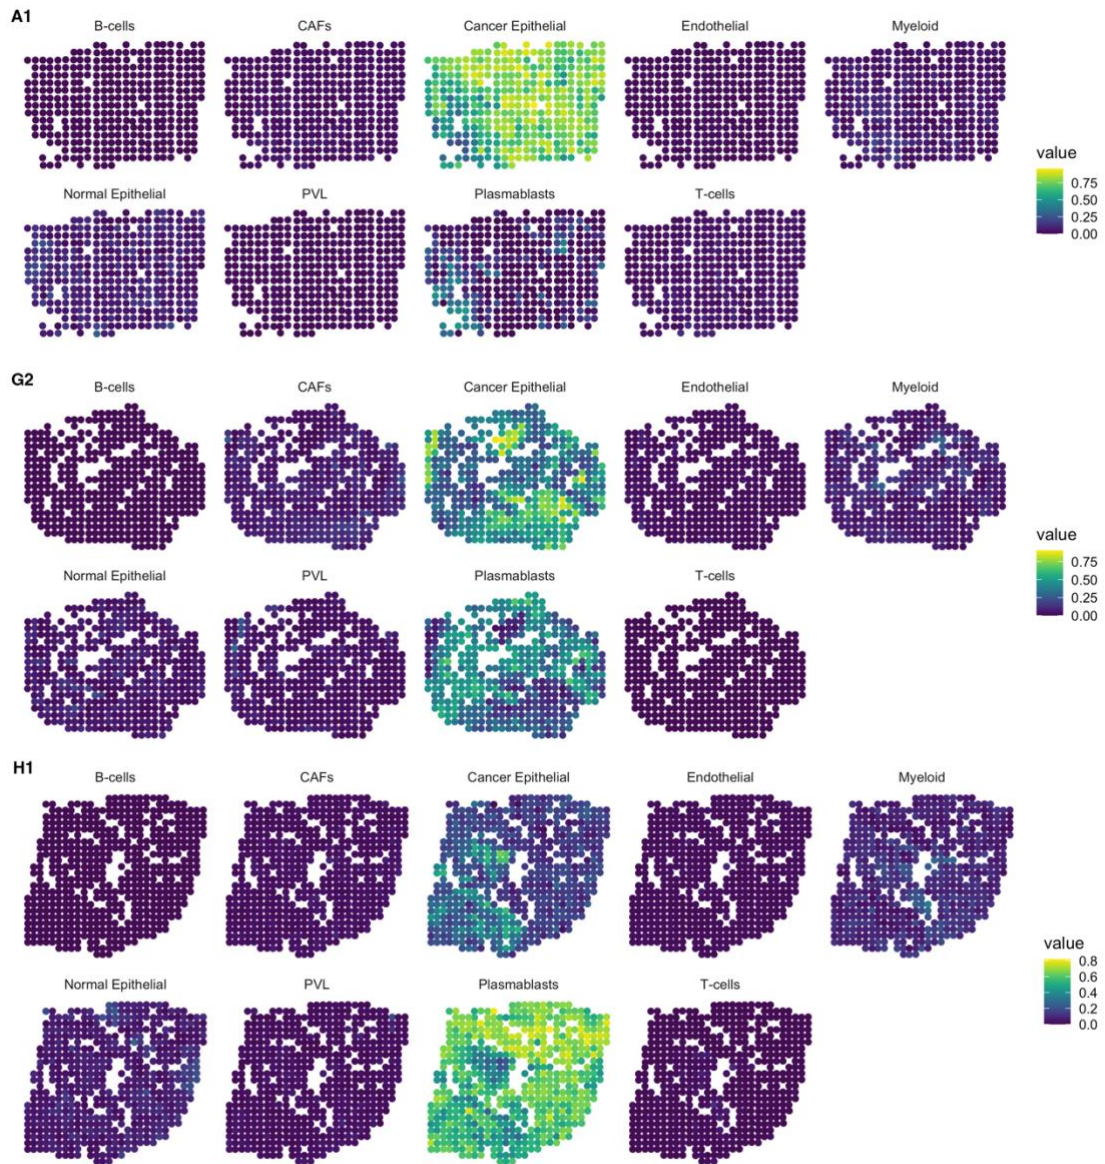 A1
B-cells CAFs Cancer Epithelial Endothelial Myeloid
Normal Epithelial PVL Plasmablasts T-cells
value
0.75
0.50
0.25
0.00
G2
B-cells CAFs Cancer Epithelial Endothelial Myeloid
Normal Epithelial PVL Plasmablasts T-cells
value
0.75
0.50
0.25
0.00
H1
B-cells CAFs Cancer Epithelial Endothelial Myeloid
Normal Epithelial PVL Plasmablasts T-cells
value
0.8
0.6
0.4
0.2
0.0